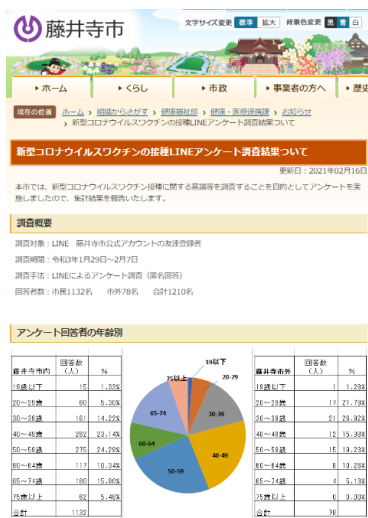 藤井寺市
文字サイズ変更 標準 拡大 背景色変更 黒 青 白
ホーム くらし 市政 事業者の方へ 歴史
現在の位置 ホーム 組織からさがす 健康福祉部 健康・医療連携課 お知らせ
新型コロナウイルスワクチンの接種LINEアンケート調査結果ついて
新型コロナウイルスワクチンの接種LINEアンケート調査結果ついて
更新日：2021年02月16日
本市では、新型コロナウイルスワクチン接種に関する意識等を調査することを目的としてアンケートを実
施しましたので、集計結果を報告いたします。
調査概要
調査対象：LINE 藤井寺市公式アカウントの友達登録者
調査期間：令和3年1月29日～2月7日
調査手法：LINEによるアンケート調査（匿名回答）
回答者数：市民1132名 市外78名 合計1210名
アンケート回答者の年齢別
藤井寺市内 回答数（人） %
19歳以下 15 1.33%
20～29歳 60 5.30%
30～39歳 161 14.22%
40～49歳 262 23.14%
50～59歳 275 24.29%
60～64歳 117 10.34%
65～74歳 180 15.90%
75歳以上 62 5.48%
合計 1132
19以下
20-29
30-39
40-49
50-59
60-64
65-74
75以上
藤井寺市外 回答数（人） %
19歳以下 1 1.28%
20～29歳 17 21.79%
30～39歳 21 26.92%
40～49歳 12 15.38%
50～59歳 15 19.23%
60～64歳 8 10.26%
65～74歳 4 5.13%
75歳以上 0 0.00%
合計 78